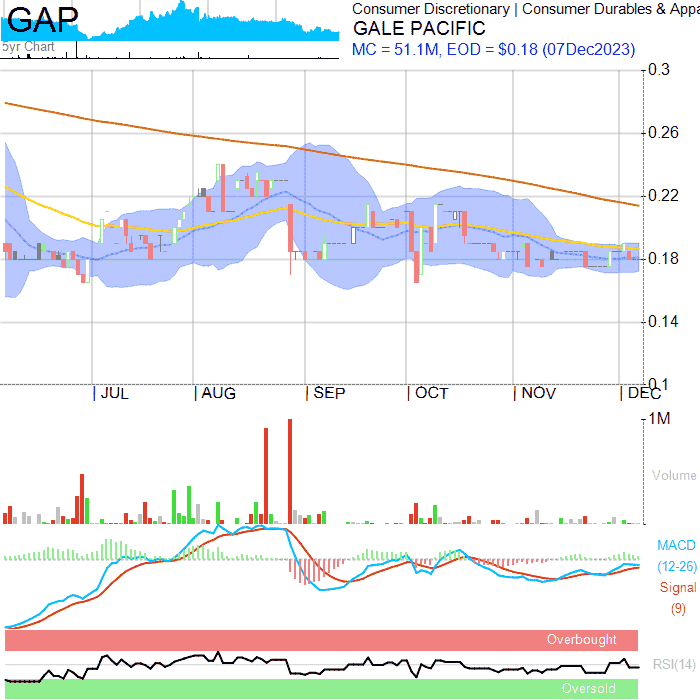 GAP
5yr Chart
Consumer Discretionary | Consumer Durables & Appa
GALE PACIFIC
MC = 51.1M, EOD = $0.18 (07Dec2023)
0.3
0.26
0.22
0.18
0.14
0.1
JUL AUG SEP OCT NOV DEC
1M
Volume
MACD
(12-26)
Signal
(9)
Overbought
RSI(14)
Oversold